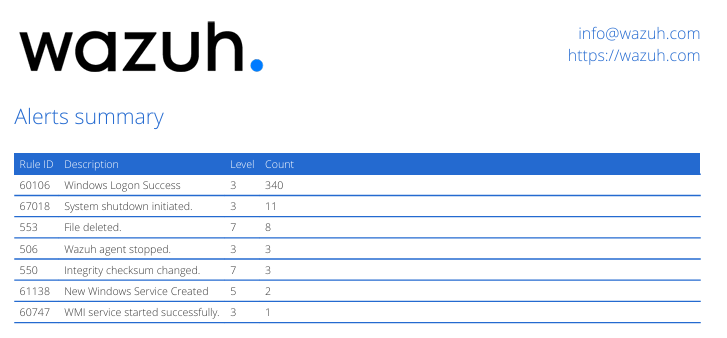 wazuh.
info@wazuh.com
https://wazuh.com
Alerts summary
Rule ID Description Level Count
60106 Windows Logon Success 3 340
67018 System shutdown initiated. 3 11
553 File deleted. 7 8
506 Wazuh agent stopped. 3 3
550 Integrity checksum changed. 7 3
61138 New Windows Service Created 5 2
60747 WMI service started successfully. 3 1